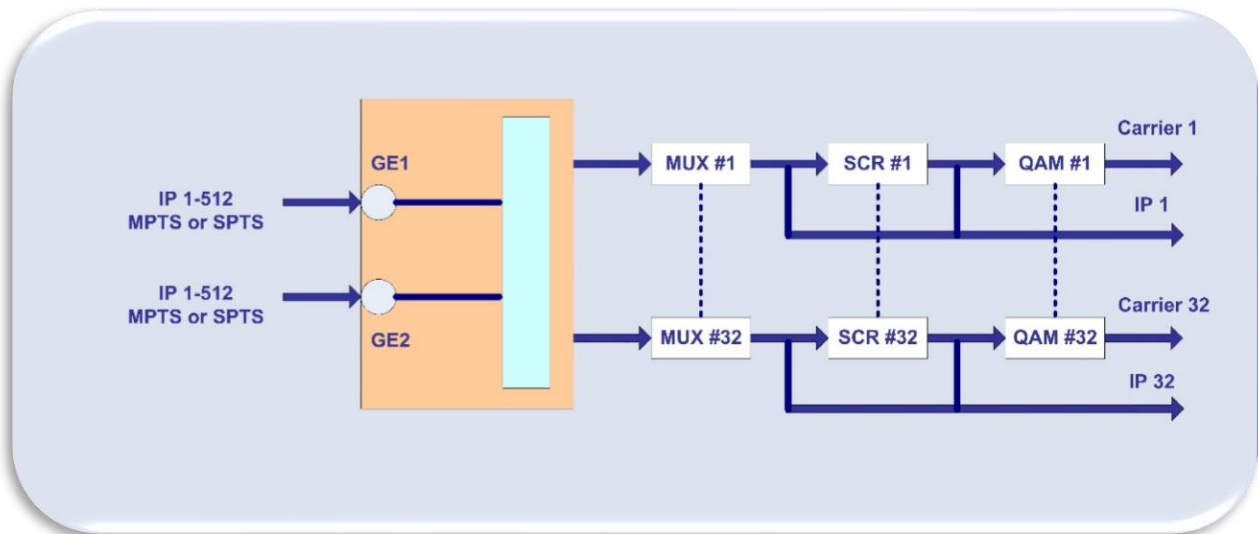 GE1
IP 1-512
MPTS or SPTS
IP 1-512
MPTS or SPTS
GE2
MUX #1
SCR #1
QAM #1
Carrier 1
IP 1
MUX #32
SCR #32
QAM #32
Carrier 32
IP 32